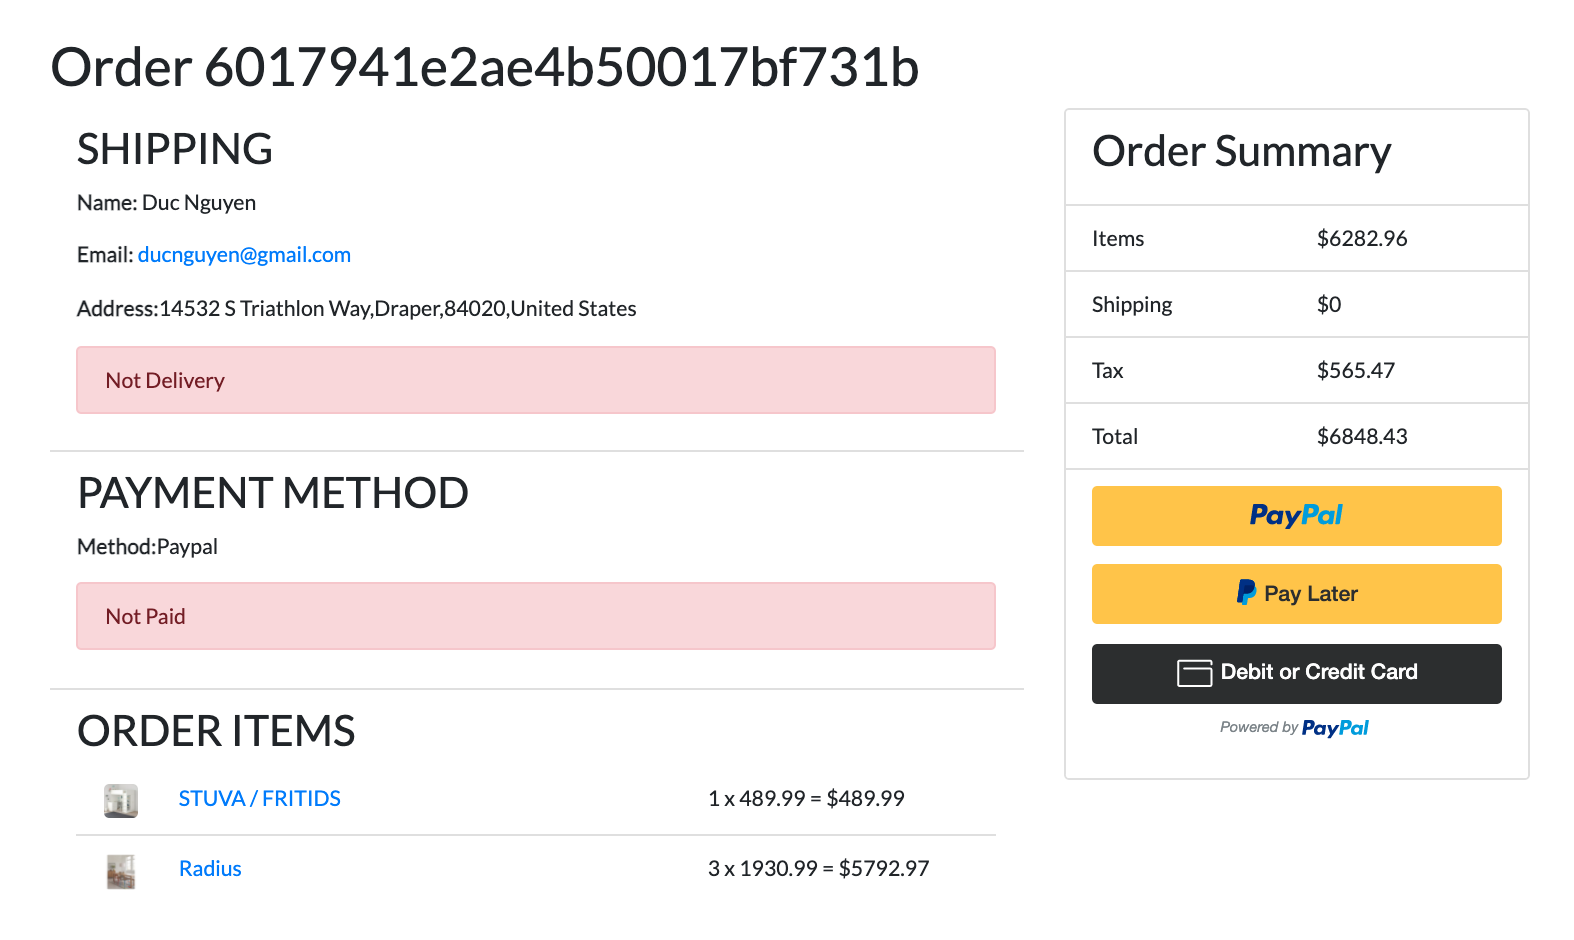 Order 6017941e2ae4b50017bf731b
SHIPPING
Name: Duc Nguyen
Email: ducnguyen@gmail.com
Address:14532 S Triathlon Way,Draper,84020,United States
Not Delivery
PAYMENT METHOD
Method:Paypal
Not Paid
ORDER ITEMS
STUVA / FRITIDS 1 x 489.99 = $489.99
Radius 3 x 1930.99 = $5792.97
Order Summary
Items $6282.96
Shipping $0
Tax $565.47
Total $6848.43
PayPal
Pay Later
Debit or Credit Card
Powered by PayPal